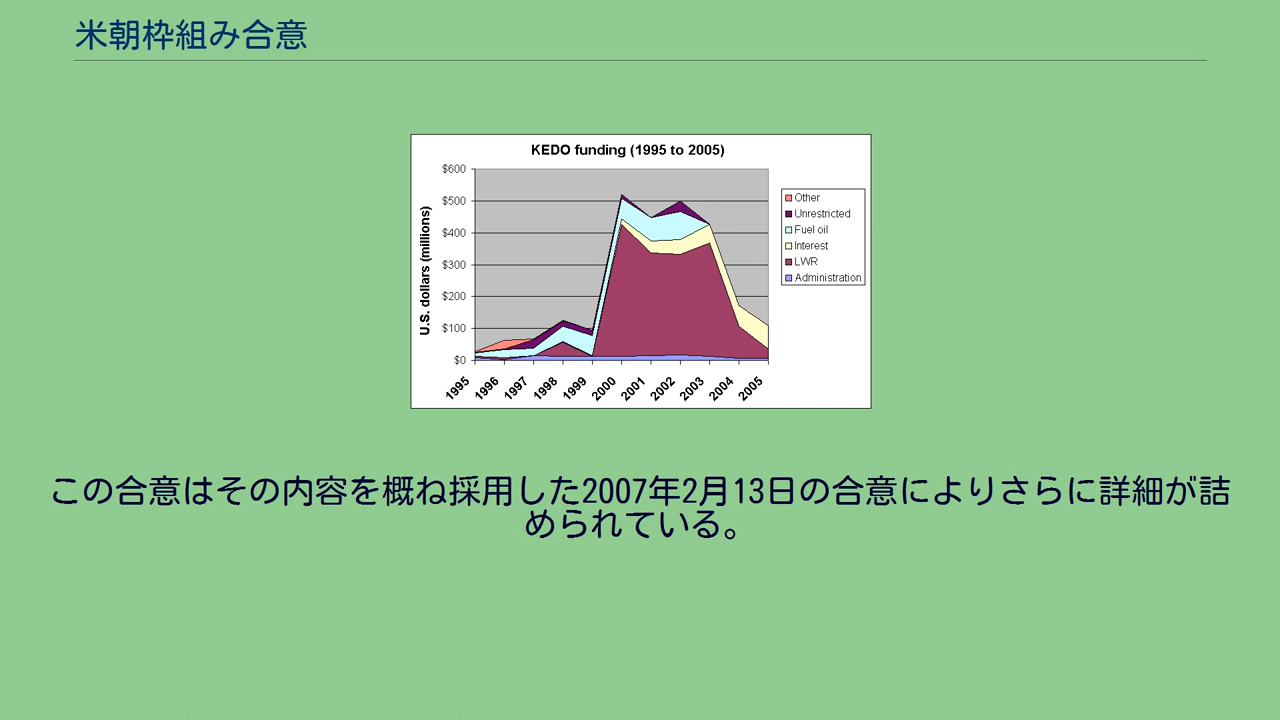 米朝枠組み合意
KEDO funding (1995 to 2005)
U.S. dollars (millions)
$600
$500
$400
$300
$200
$100
$0
1995
1996
1997
1998
1999
2000
2001
2002
2003
2004
2005
Other
Unrestricted
Fuel oil
Interest
LWR
Administration
この合意はその内容を概ね採用した2007年2月13日の合意によりさらに詳細が詰
められている。